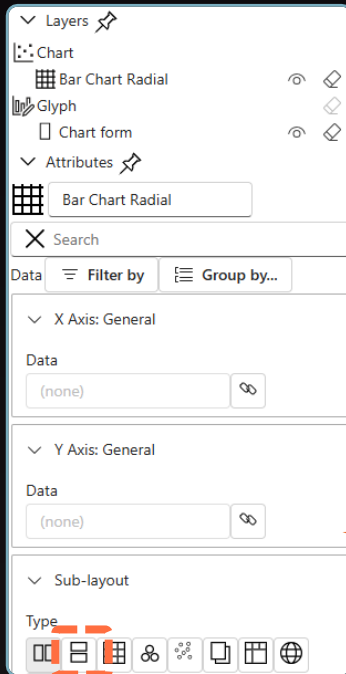 Layers
Chart
Bar Chart Radial
Glyph
Chart form
Attributes
Bar Chart Radial
Search
Data Filter by Group by...
X Axis: General
Data
(none)
Y Axis: General
Data
(none)
Sub-layout
Type